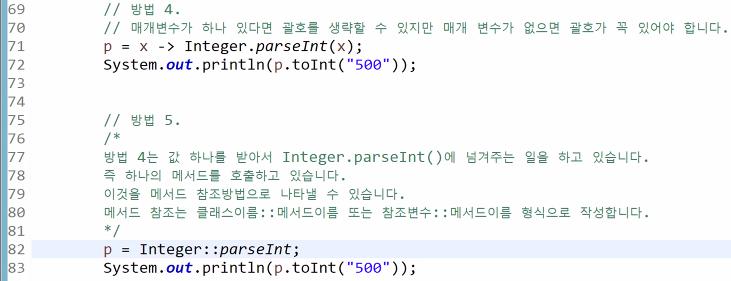 69 // 방법 4.
70 // 매개변수가 하나 있다면 괄호를 생략할 수 있지만 매개 변수가 없으면 괄호가 꼭 있어야 합니다.
71 p = x -> Integer.parseInt(x);
72 System.out.println(p.toInt("500"));
73
74
75 // 방법 5.
76 /*
77 방법 4는 값 하나를 받아서 Integer.parseInt()에 넘겨주는 일을 하고 있습니다.
78 즉 하나의 메서드를 호출하고 있습니다.
79 이것을 메서드 참조방법으로 나타낼 수 있습니다.
80 메서드 참조는 클래스이름::메서드이름 또는 참조변수::메서드이름 형식으로 작성합니다.
81 */
82 p = Integer::parseInt;
83 System.out.println(p.toInt("500"));